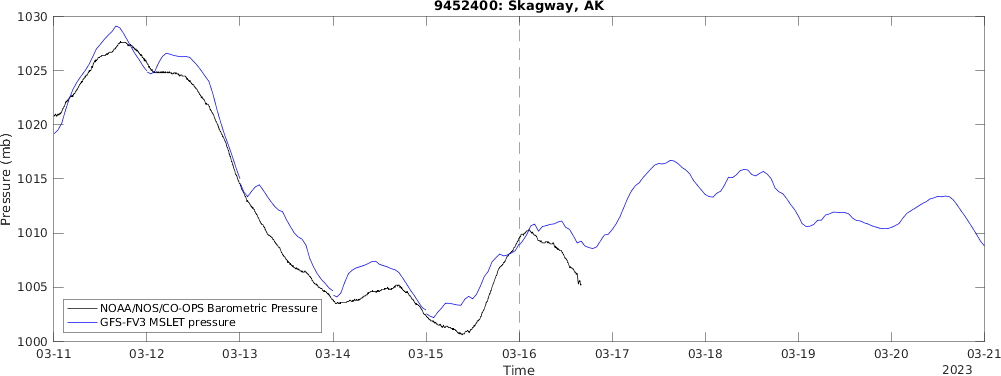 9452400: Skagway, AK
Pressure (mb)
1030
1025
1020
1015
1010
1005
1000
NOAA/NOS/CO-OPS Barometric Pressure
GFS-FV3 MSLET pressure
03-11 03-12 03-13 03-14 03-15 03-16 03-17 03-18 03-19 03-20 03-21
Time
2023